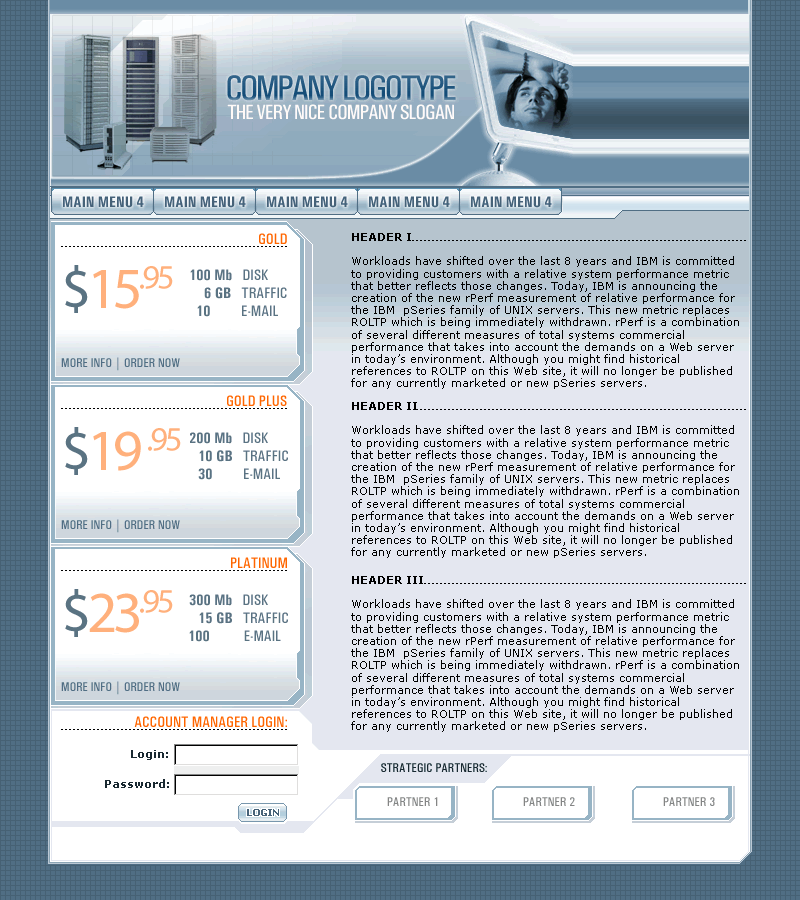 COMPANY LOGOTYPE
THE VERY NICE COMPANY SLOGAN
MAIN MENU 4 MAIN MENU 4 MAIN MENU 4 MAIN MENU 4 MAIN MENU 4
GOLD
$15.95
100 Mb DISK
6 GB TRAFFIC
10 E-MAIL
MORE INFO | ORDER NOW
GOLD PLUS
$19.95
200 Mb DISK
10 GB TRAFFIC
30 E-MAIL
MORE INFO | ORDER NOW
PLATINUM
$23.95
300 Mb DISK
15 GB TRAFFIC
100 E-MAIL
MORE INFO | ORDER NOW
ACCOUNT MANAGER LOGIN:
Login:
Password:
LOGIN
HEADER I
Workloads have shifted over the last 8 years and IBM is committed
to providing customers with a relative system performance metric
that better reflects those changes. Today, IBM is announcing the
creation of the new rPerf measurement of relative performance for
the IBM pSeries family of UNIX servers. This new metric replaces
ROLTP which is being immediately withdrawn. rPerf is a combination
of several different measures of total systems commercial
performance that takes into account the demands on a Web server
in today's environment. Although you might find historical
references to ROLTP on this Web site, it will no longer be published
for any currently marketed or new pSeries servers.
HEADER II
Workloads have shifted over the last 8 years and IBM is committed
to providing customers with a relative system performance metric
that better reflects those changes. Today, IBM is announcing the
creation of the new rPerf measurement of relative performance for
the IBM pSeries family of UNIX servers. This new metric replaces
ROLTP which is being immediately withdrawn. rPerf is a combination
of several different measures of total systems commercial
performance that takes into account the demands on a Web server
in today's environment. Although you might find historical
references to ROLTP on this Web site, it will no longer be published
for any currently marketed or new pSeries servers.
HEADER III
Workloads have shifted over the last 8 years and IBM is committed
to providing customers with a relative system performance metric
that better reflects those changes. Today, IBM is announcing the
creation of the new rPerf measurement of relative performance for
the IBM pSeries family of UNIX servers. This new metric replaces
ROLTP which is being immediately withdrawn. rPerf is a combination
of several different measures of total systems commercial
performance that takes into account the demands on a Web server
in today's environment. Although you might find historical
references to ROLTP on this Web site, it will no longer be published
for any currently marketed or new pSeries servers.
STRATEGIC PARTNERS:
PARTNER 1 PARTNER 2 PARTNER 3